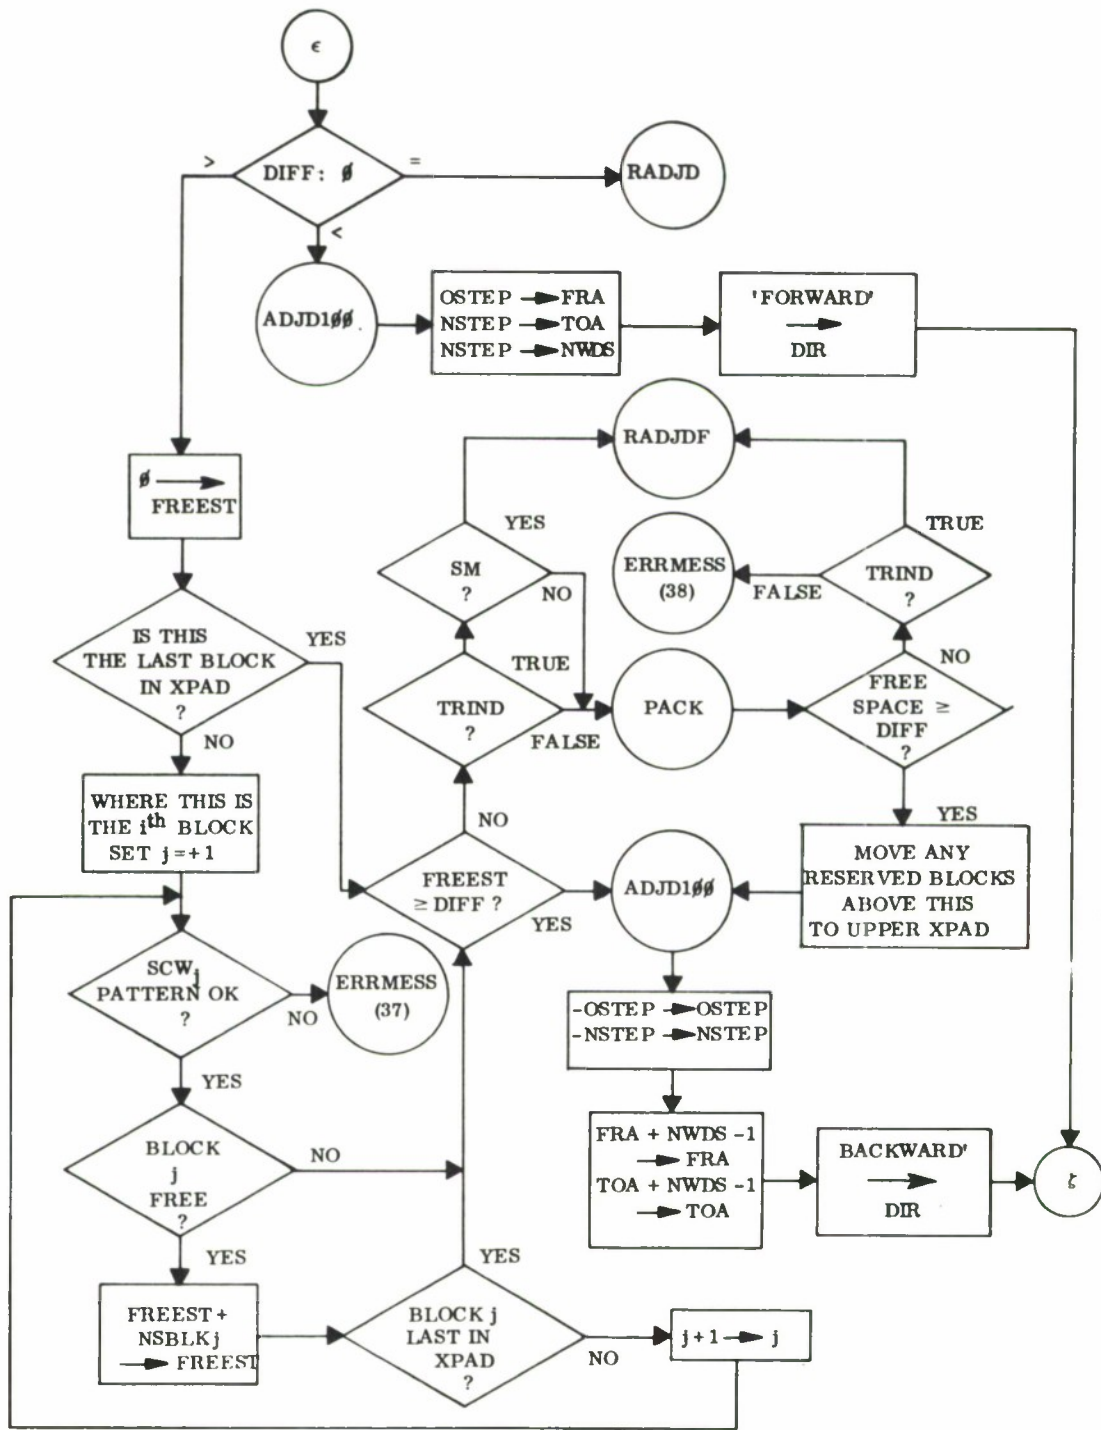 ϵ
DIFF: ∅
>
=
<
RADJD
ADJD1∅∅
OSTEP → FRA
NSTEP → TOA
NSTEP → NWDS
'FORWARD'
→
DIR
∅ →
FREEST
RADJDF
YES
TRUE
SM
?
NO
ERRMESS
(38)
FALSE
TRIND
?
IS THIS
THE LAST BLOCK
IN XPAD
?
YES
NO
TRUE
TRIND
?
FALSE
PACK
NO
FREE
SPACE ≥
DIFF
?
YES
WHERE THIS IS
THE ith BLOCK
SET j=+1
NO
FREEST
≥ DIFF ?
YES
ADJD1∅∅
MOVE ANY
RESERVED BLOCKS
ABOVE THIS
TO UPPER XPAD
SCWj
PATTERN OK
?
NO
ERRMESS
(37)
YES
-OSTEP → OSTEP
-NSTEP → NSTEP
BLOCK
j
FREE
?
NO
YES
FRA + NWDS -1
→ FRA
TOA + NWDS -1
→ TOA
BACKWARD'
→
DIR
ζ
FREEST +
NSBLKj
→ FREEST
YES
BLOCK j
LAST IN
XPAD
?
NO
j+1 → j